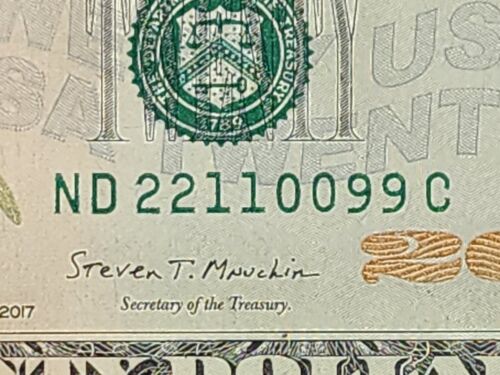 THE DEPARTMENT OF THE TREASURY
1789
USA TWENTY
ND 22110099 C
Steven T. Mnuchin
2017
Secretary of the Treasury.
20